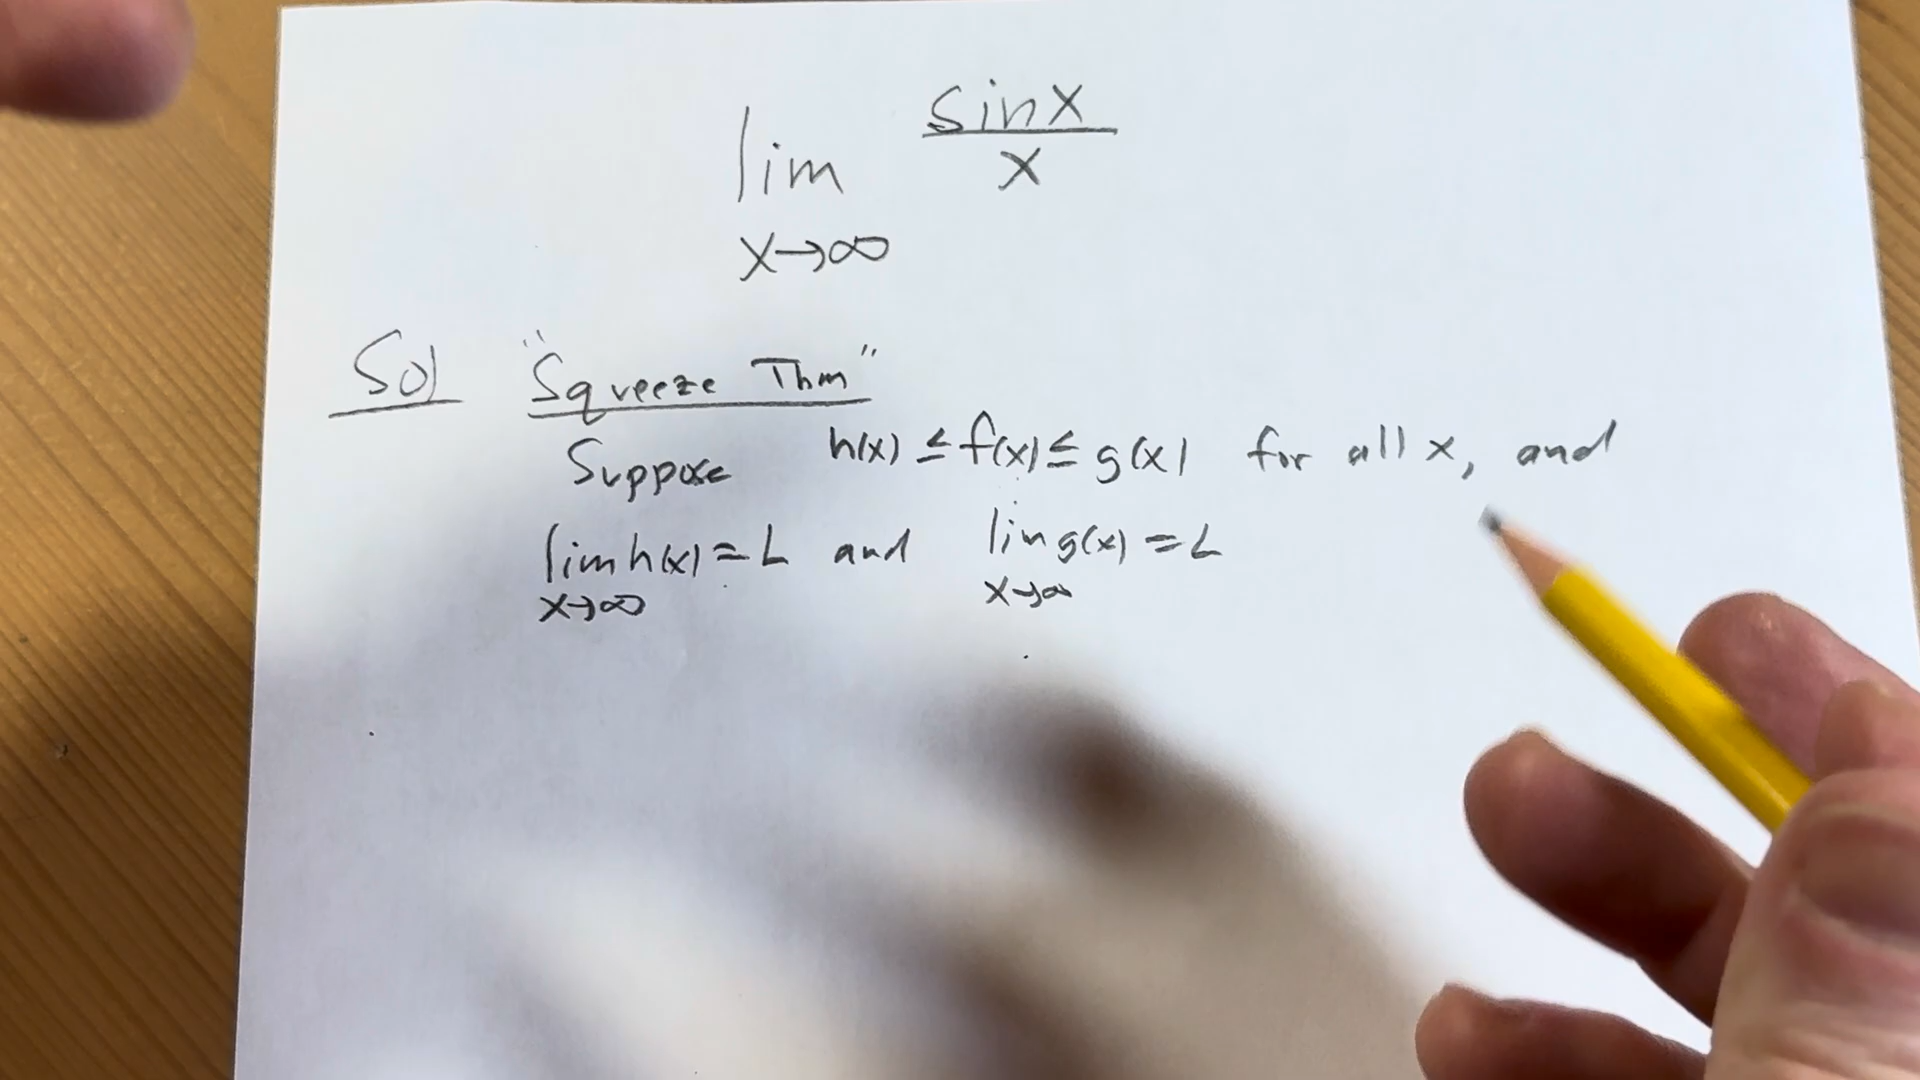 lim x→∞ sinx/x
Sol "Squeeze Thm"
Suppose h(x) ≤ f(x) ≤ g(x) for all x, and
lim x→∞ h(x) = L and lim x→∞ g(x) = L